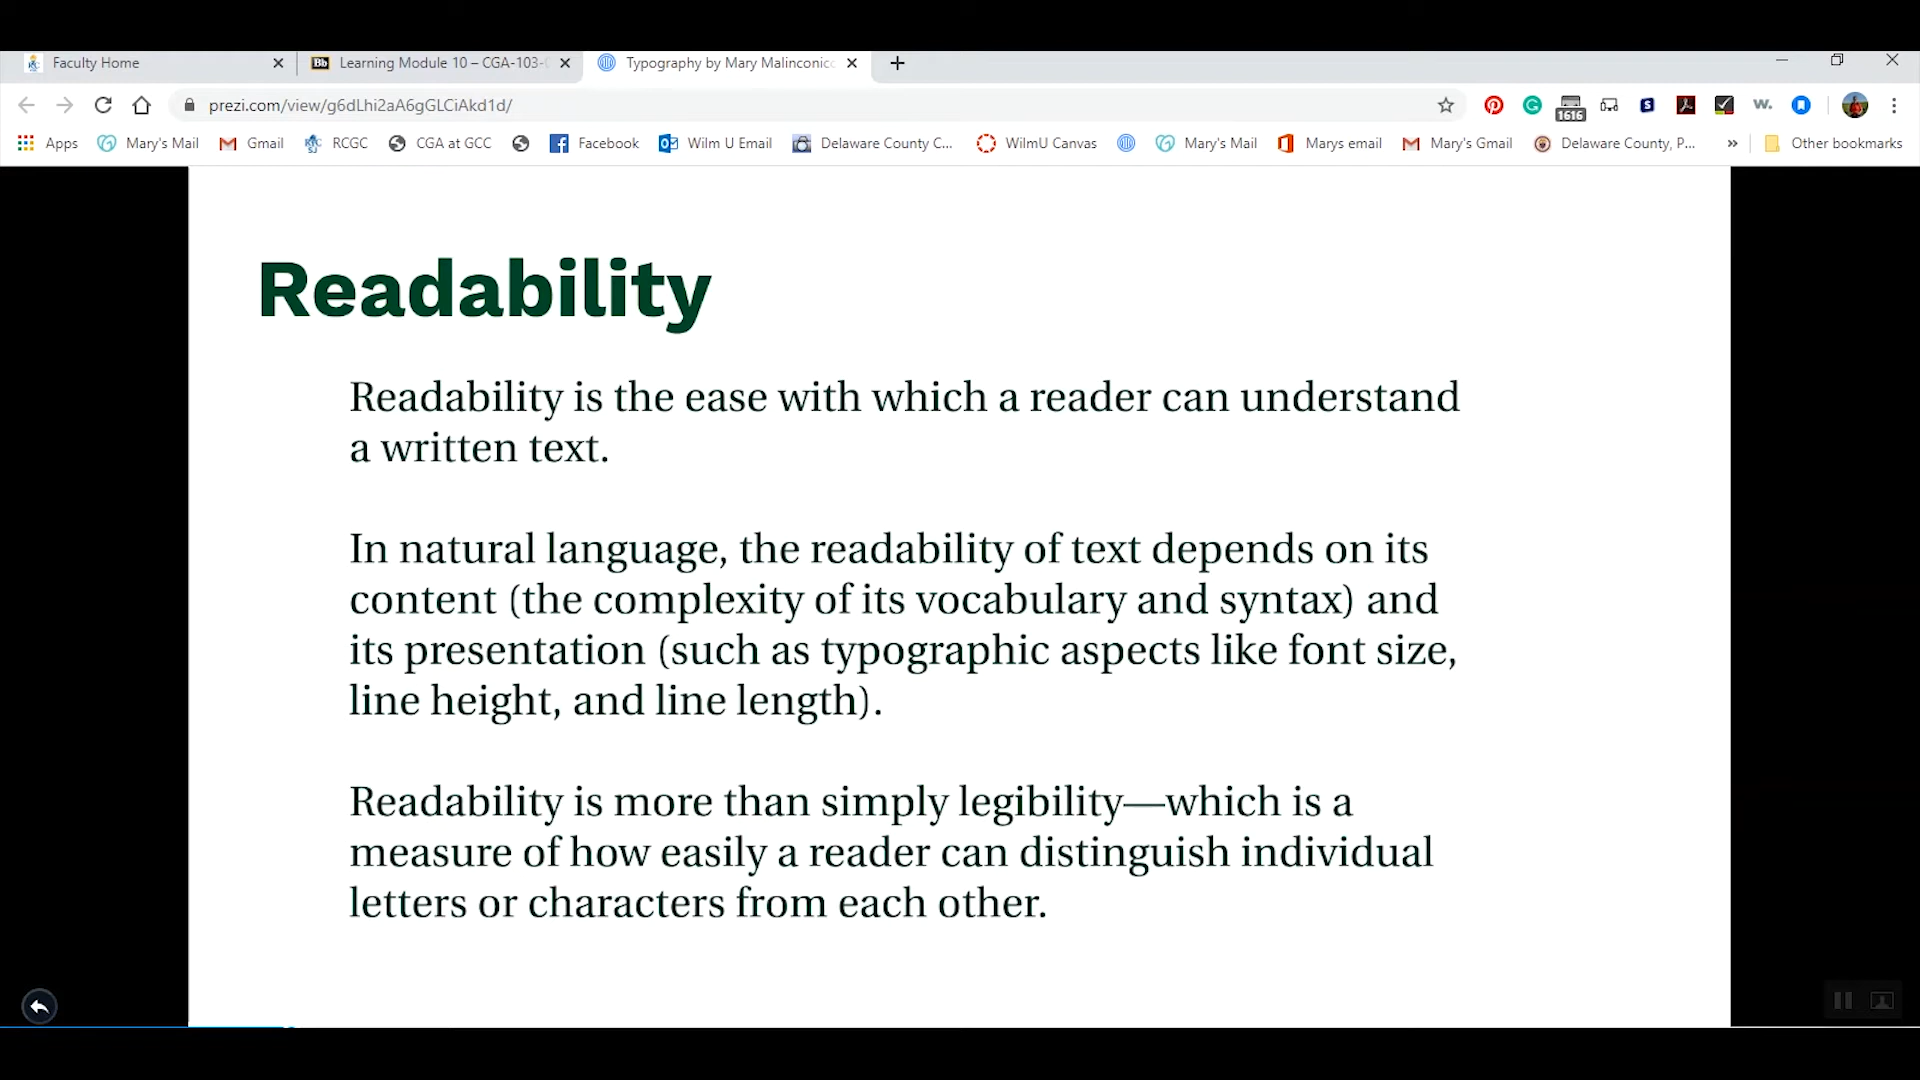 Faculty Home
Bb Learning Module 10 – CGA-103-
Typography by Mary Malinconic
prezi.com/view/g6dLhi2aA6gGLCiAkd1d/
1616
w.
Apps Mary's Mail Gmail RCGC CGA at GCC Facebook Wilm U Email Delaware County C... WilmU Canvas Mary's Mail Marys email Mary's Gmail Delaware County, P... » Other bookmarks
Readability
Readability is the ease with which a reader can understand
a written text.
In natural language, the readability of text depends on its
content (the complexity of its vocabulary and syntax) and
its presentation (such as typographic aspects like font size,
line height, and line length).
Readability is more than simply legibility—which is a
measure of how easily a reader can distinguish individual
letters or characters from each other.